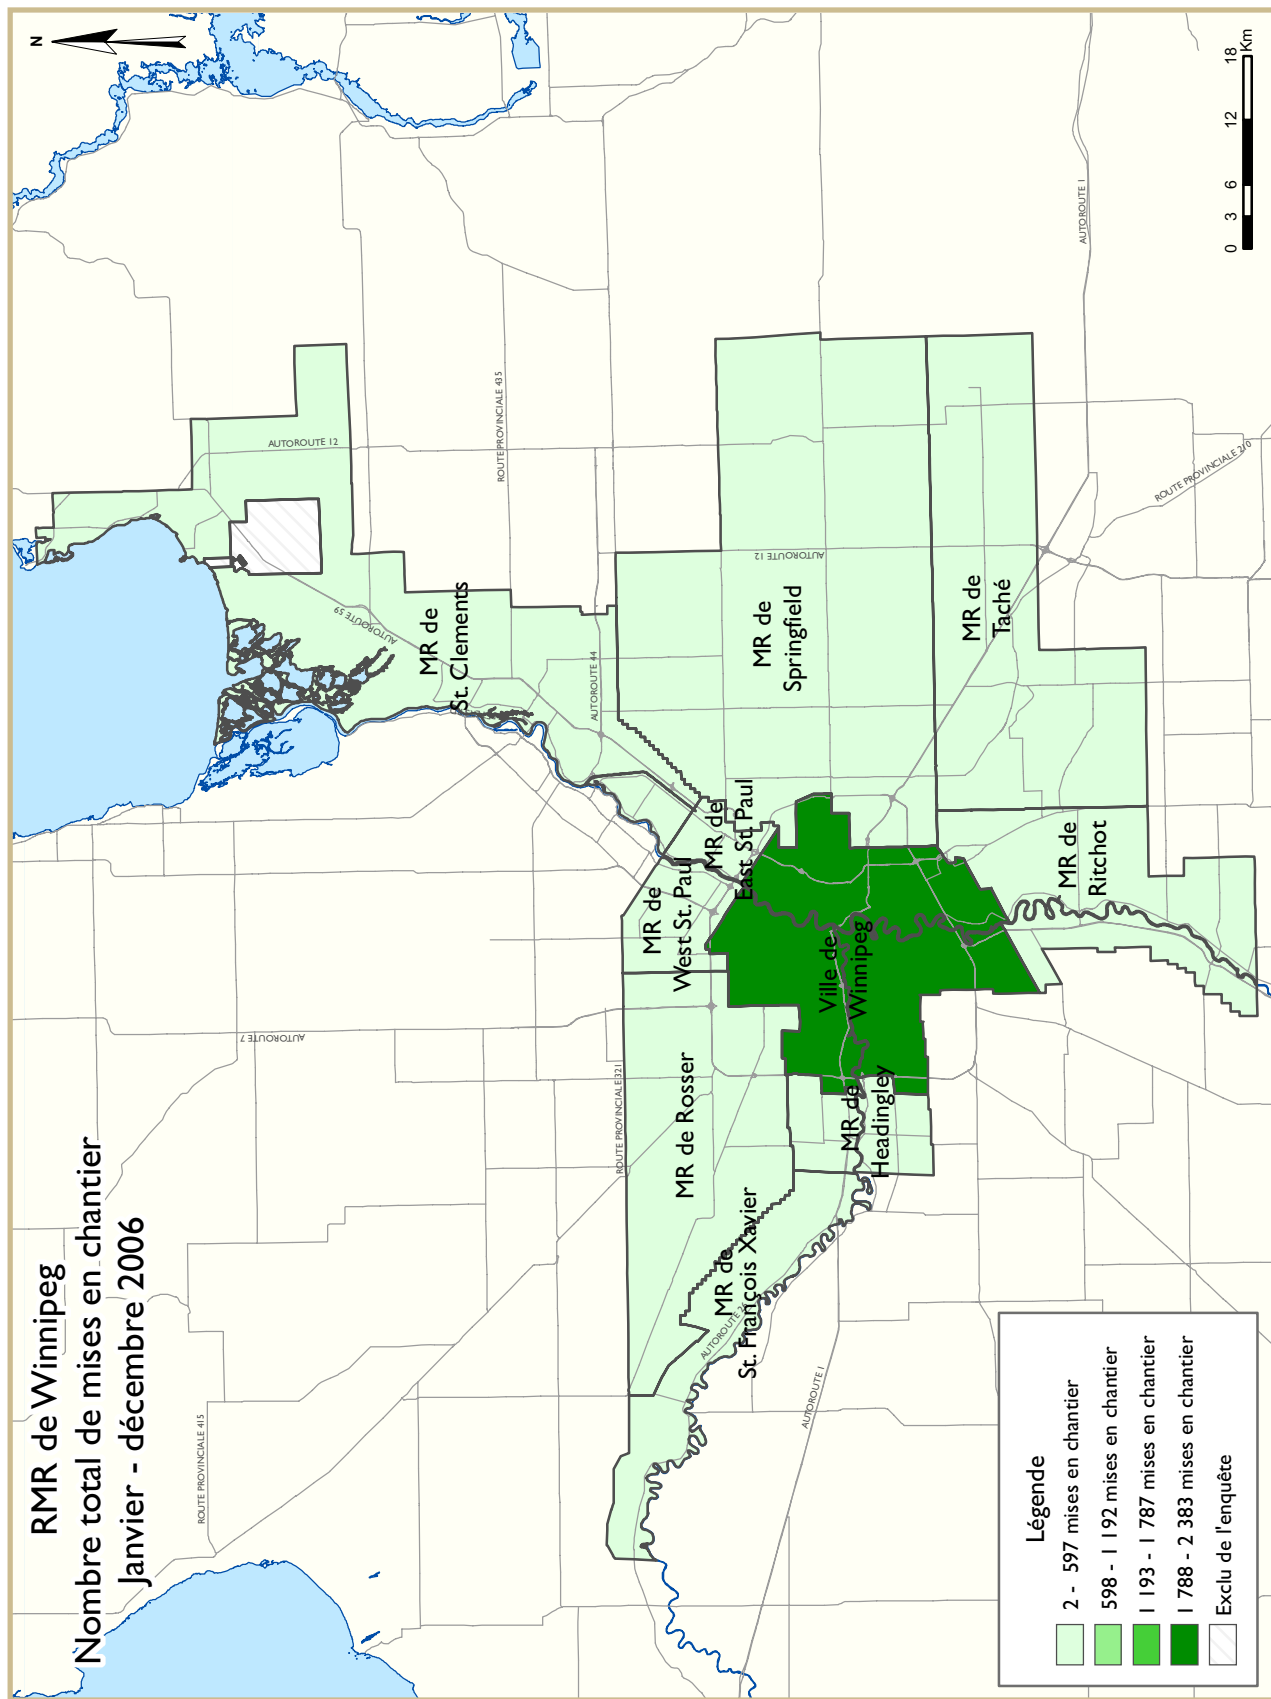 RMR de Winnipeg
Nombre total de mises en chantier
Janvier - décembre 2006
N
ROUTE PROVINCIALE 415
AUTOROUTE 7
AUTOROUTE 12
AUTOROUTE 59
MR de
St. Clements
ROUTE PROVINCIALE 435
AUTOROUTE 44
ROUTE PROVINCIALE 321
MR de Rosser
MR de
West St. Paul
MR de
East St. Paul
MR de
Springfield
AUTOROUTE 12
MR de
St. François Xavier
AUTOROUTE 26
Ville de
Winnipeg
MR de
Headingley
MR de
Taché
AUTOROUTE 1
MR de
Ritchot
AUTOROUTE 1
ROUTE PROVINCIALE 210
Légende
2 - 597 mises en chantier
598 - 1 192 mises en chantier
1 193 - 1 787 mises en chantier
1 788 - 2 383 mises en chantier
Exclu de l'enquête
0 3 6 12 18
Km